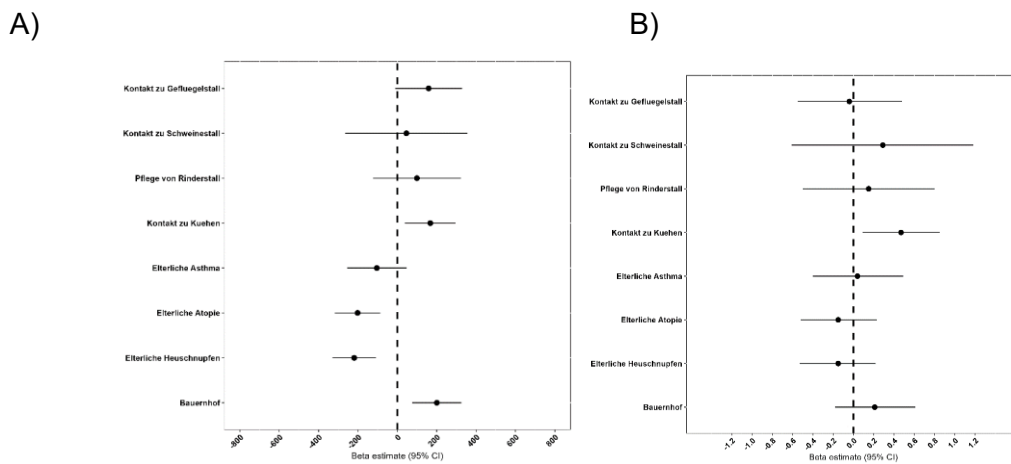 A)
Kontakt zu Gefluegelstall
Kontakt zu Schweinestall
Pflege von Rinderstall
Kontakt zu Kuehen
Elterliche Asthma
Elterliche Atopie
Elterliche Heuschnupfen
Bauernhof
-800 -600 -400 -200 0 200 400 600 800
Beta estimate (95% CI)
B)
Kontakt zu Gefluegelstall
Kontakt zu Schweinestall
Pflege von Rinderstall
Kontakt zu Kuehen
Elterliche Asthma
Elterliche Atopie
Elterliche Heuschnupfen
Bauernhof
-1.2 -1.0 -0.8 -0.6 -0.4 -0.2 0.0 0.2 0.4 0.6 0.8 1.0 1.2
Beta estimate (95% CI)